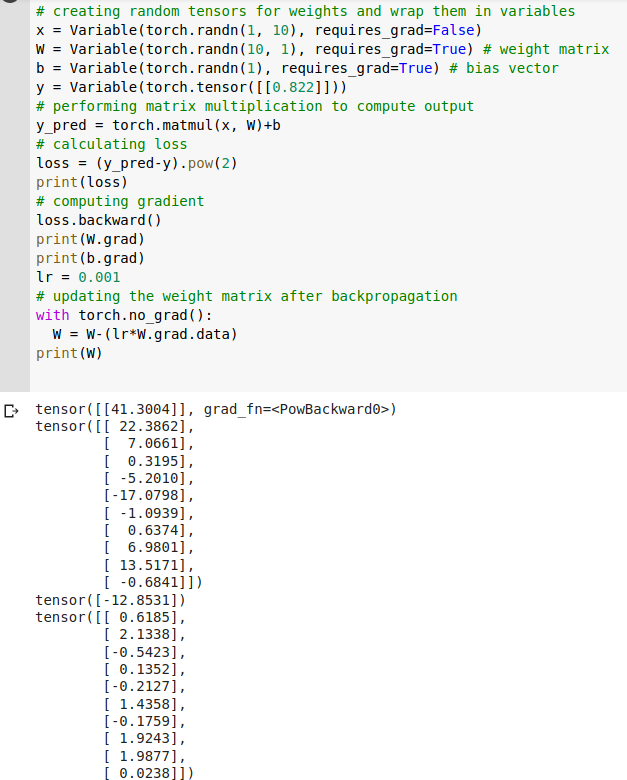 # creating random tensors for weights and wrap them in variables
x = Variable(torch.randn(1, 10), requires_grad=False)
W = Variable(torch.randn(10, 1), requires_grad=True) # weight matrix
b = Variable(torch.randn(1), requires_grad=True) # bias vector
y = Variable(torch.tensor([[0.822]]))
# performing matrix multiplication to compute output
y_pred = torch.matmul(x, W)+b
# calculating loss
loss = (y_pred-y).pow(2)
print(loss)
# computing gradient
loss.backward()
print(W.grad)
print(b.grad)
lr = 0.001
# updating the weight matrix after backpropagation
with torch.no_grad():
  W = W-(lr*W.grad.data)
print(W)
tensor([[41.3004]], grad_fn=<PowBackward0>)
tensor([[ 22.3862],
        [  7.0661],
        [  0.3195],
        [ -5.2010],
        [-17.0798],
        [ -1.0939],
        [  0.6374],
        [  6.9801],
        [ 13.5171],
        [ -0.6841]])
tensor([-12.8531])
tensor([[ 0.6185],
        [ 2.1338],
        [-0.5423],
        [ 0.1352],
        [-0.2127],
        [ 1.4358],
        [-0.1759],
        [ 1.9243],
        [ 1.9877],
        [ 0.0238]])